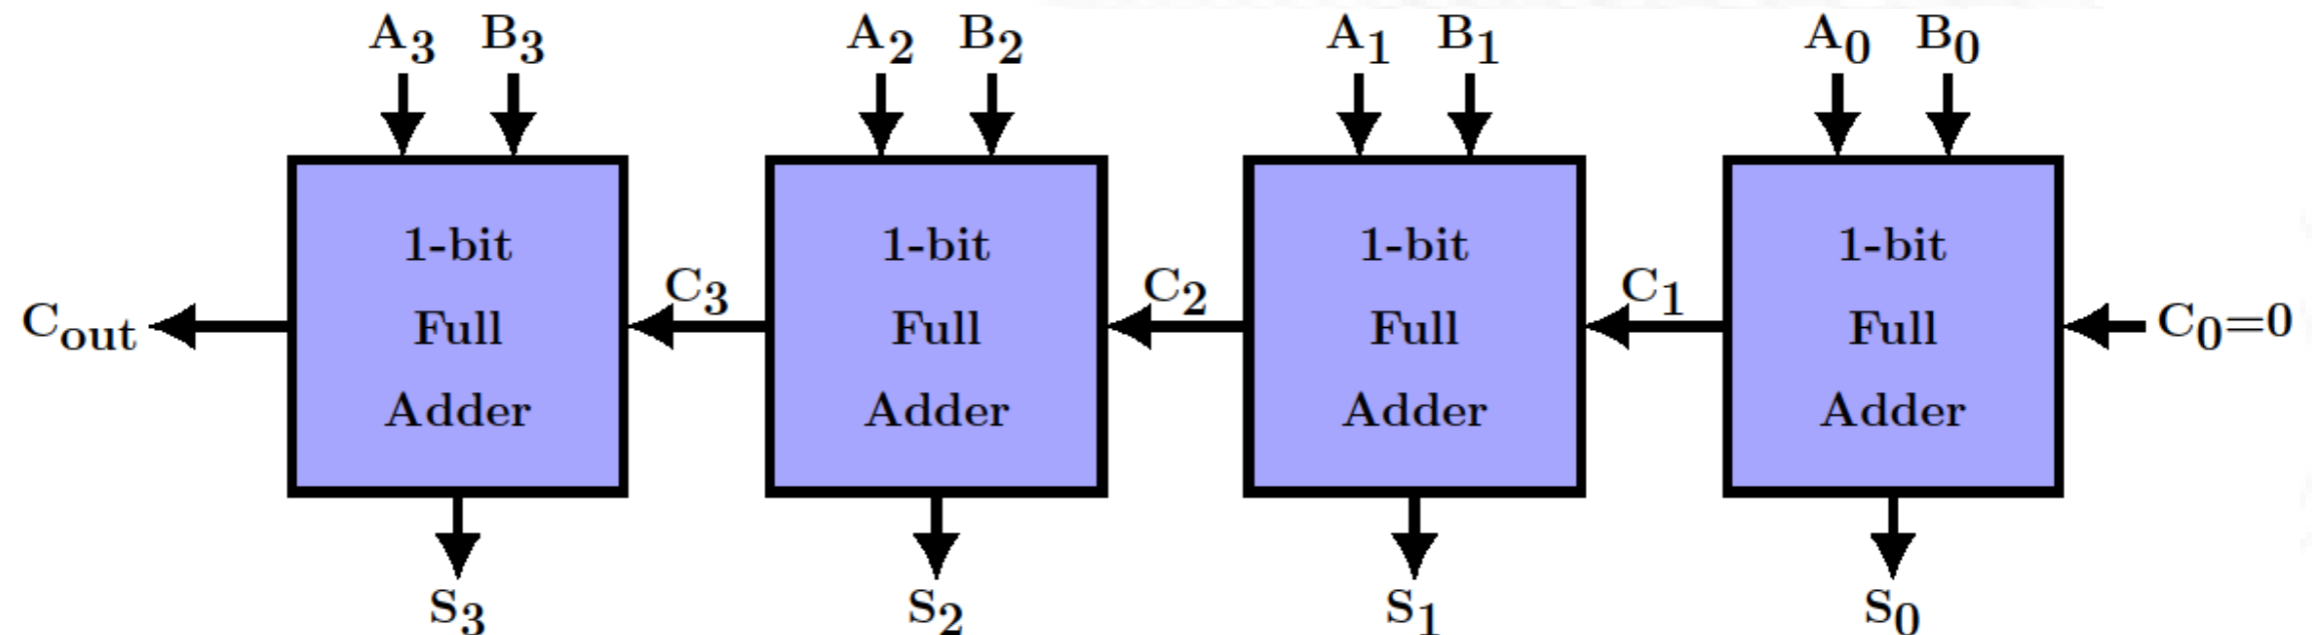 A3 B3 A2 B2 A1 B1 A0 B0
1-bit 1-bit 1-bit 1-bit
C3 C2 C1
Cout Full Full Full Full C0=0
Adder Adder Adder Adder
S3 S2 S1 S0